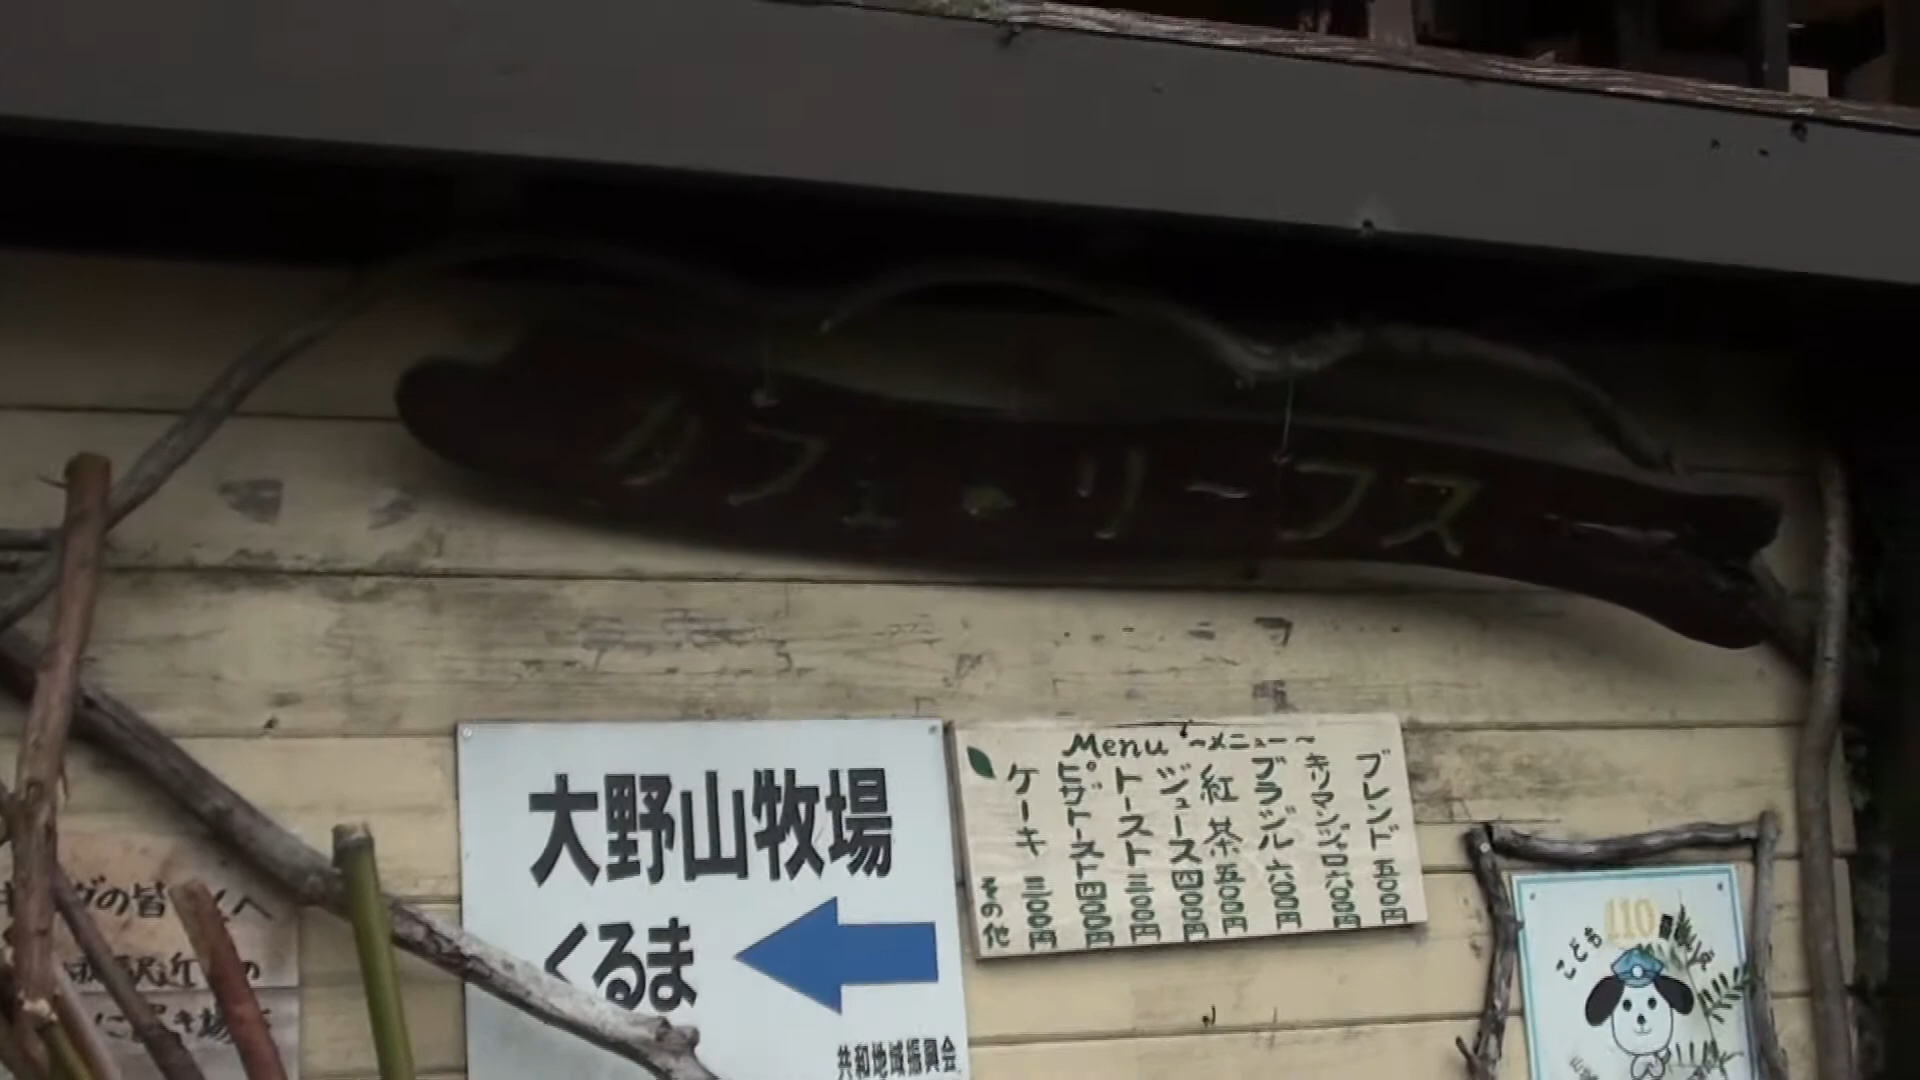 カフェ・リーフス
大野山牧場
くるま
共和地域振興会
Menu ~メニュー~
ブレンド 五〇〇円
キリマンジャロ 六〇〇円
ブラジル 六〇〇円
紅茶 五〇〇円
ジュース 四〇〇円
トースト 三〇〇円
ピザトースト 四〇〇円
ケーキ 三〇〇円
その他
こども
110
の皆
へ